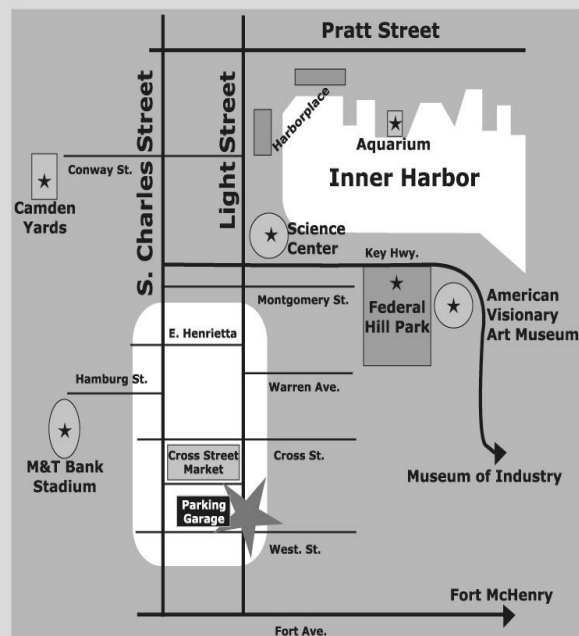 Pratt Street
S. Charles Street
Light Street
Harborplace
Aquarium
Conway St.
Inner Harbor
Camden
Yards
Science
Center
Key Hwy.
Montgomery St.
Federal
Hill Park
American
Visionary
Art Museum
E. Henrietta
Hamburg St.
Warren Ave.
M&T Bank
Stadium
Cross Street
Market
Cross St.
Museum of Industry
Parking
Garage
West. St.
Fort McHenry
Fort Ave.